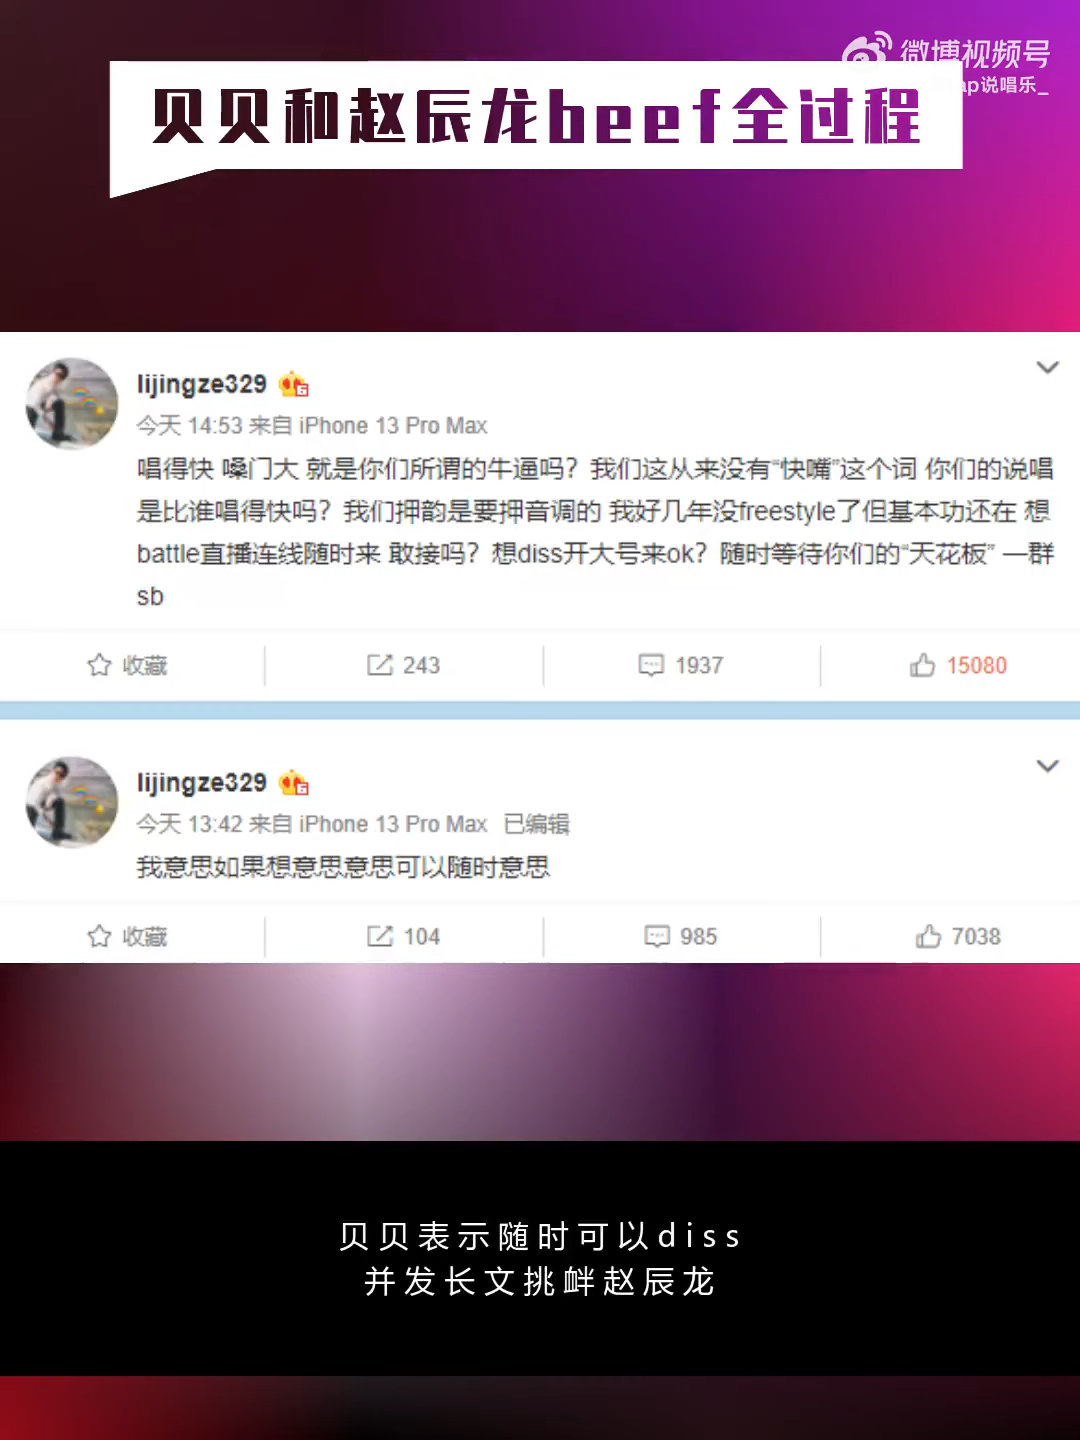 微博视频号
ap说唱乐_
贝贝和赵辰龙beef全过程
lijingze329
今天 14:53 来自 iPhone 13 Pro Max
唱得快 嗓门大 就是你们所谓的牛逼吗？我们这从来没有“快嘴”这个词 你们的说唱
是比谁唱得快吗？我们押韵是要押音调的 我好几年没freestyle了但基本功还在 想
battle直播连线随时来 敢接吗？想diss开大号来ok？随时等待你们的“天花板” 一群
sb
收藏 243 1937 15080
lijingze329
今天 13:42 来自 iPhone 13 Pro Max 已编辑
我意思如果想意思意思可以随时意思
收藏 104 985 7038
贝贝表示随时可以diss
并发长文挑衅赵辰龙